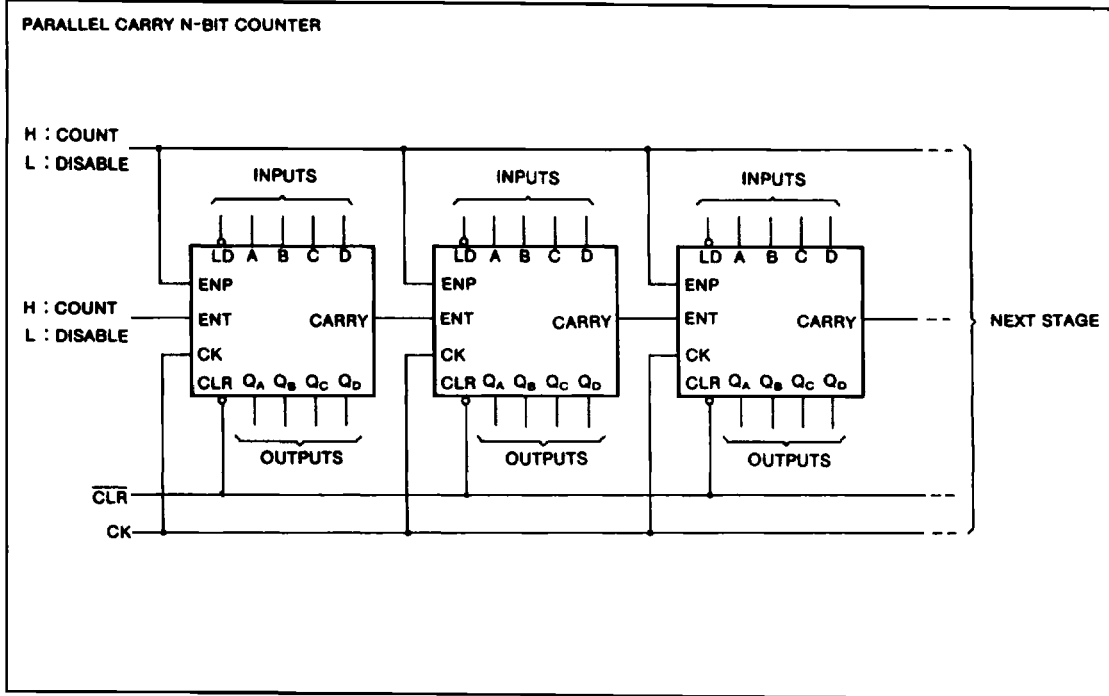 PARALLEL CARRY N-BIT COUNTER
H : COUNT
L : DISABLE
INPUTS INPUTS INPUTS
LD A B C D LD A B C D LD A B C D
ENP ENP ENP
H : COUNT
L : DISABLE
ENT CARRY ENT CARRY ENT CARRY
NEXT STAGE
CK CK CK
CLR QA QB QC QD CLR QA QB QC QD CLR QA QB QC QD
OUTPUTS OUTPUTS OUTPUTS
C̅L̅R̅
CK